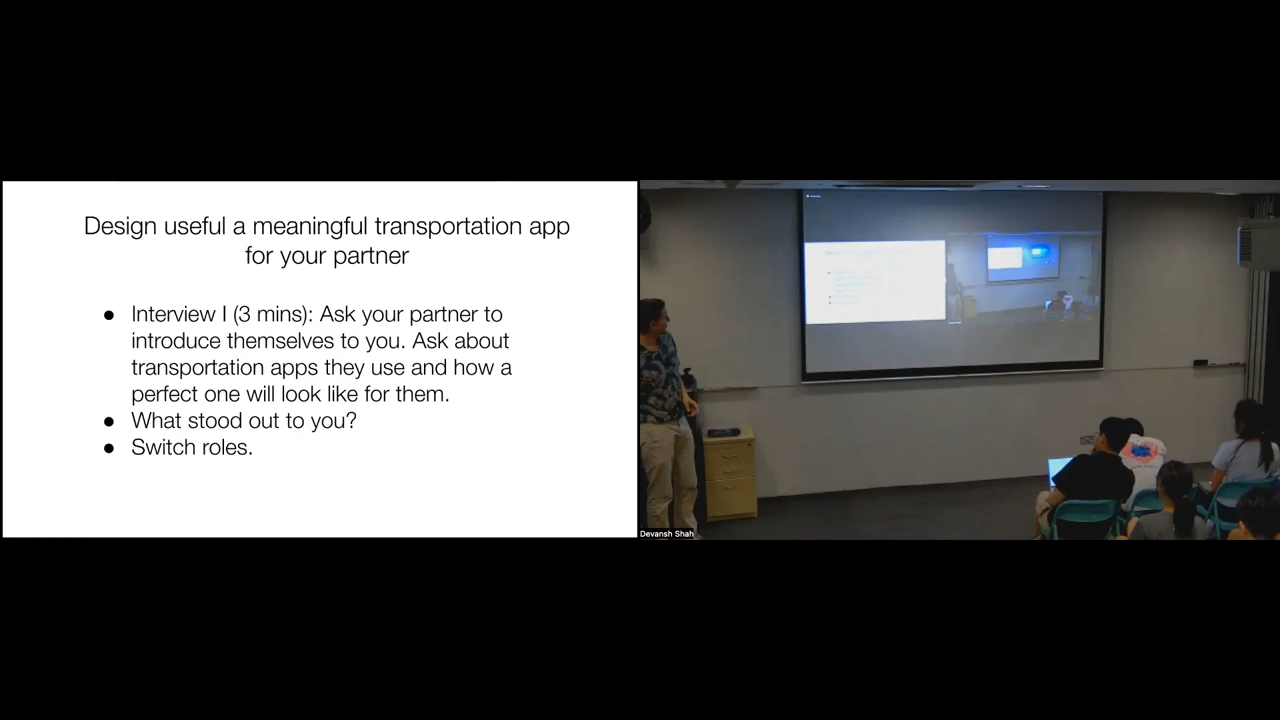 Design useful a meaningful transportation app
for your partner
● Interview I (3 mins): Ask your partner to
introduce themselves to you. Ask about
transportation apps they use and how a
perfect one will look like for them.
● What stood out to you?
● Switch roles.
Devansh Shah